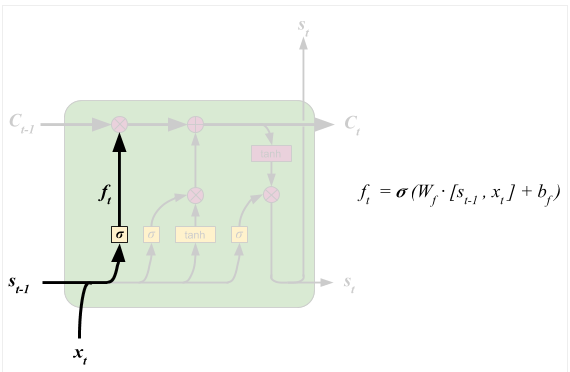 s_t
C_{t-1}
C_t
tanh
f_t
f_t = σ (W_f · [s_{t-1} , x_t ] + b_f)
σ σ tanh σ
s_{t-1}
s_t
x_t